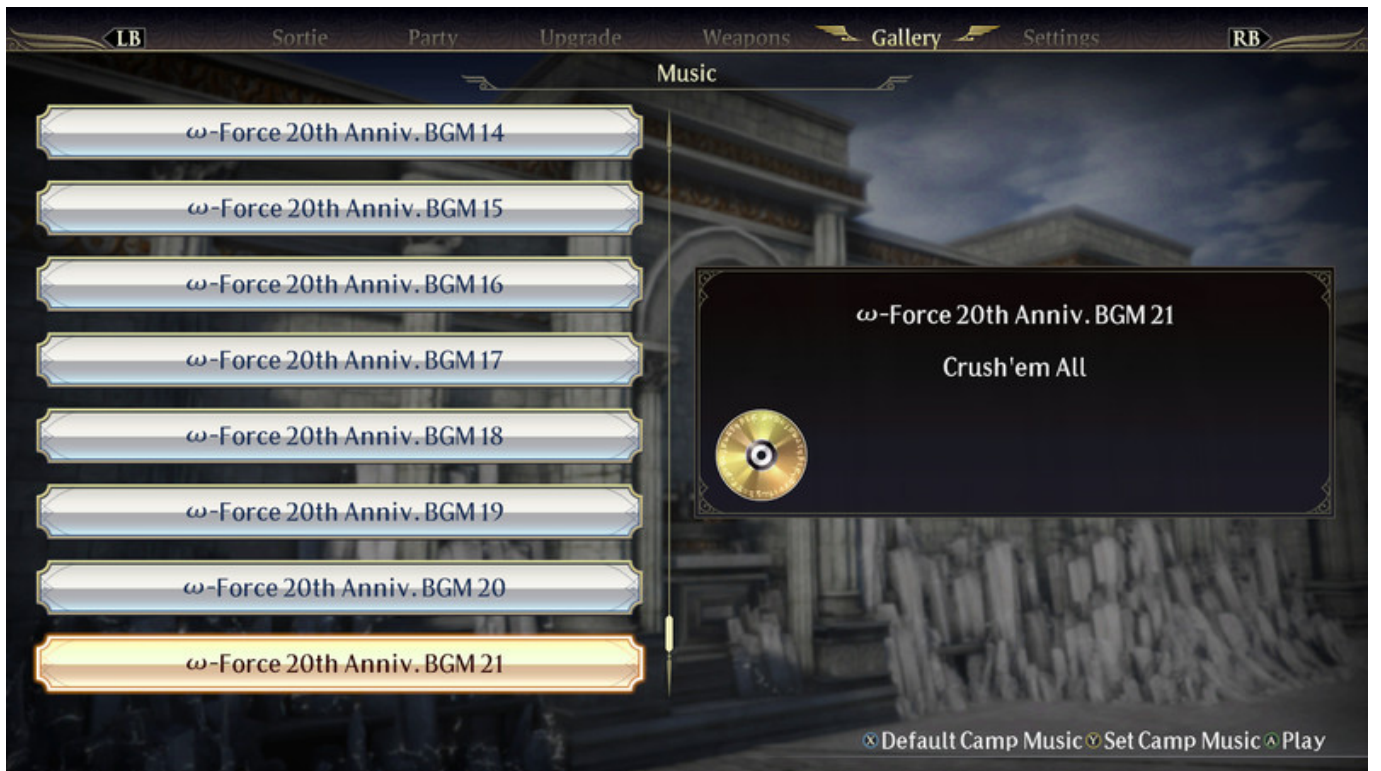 LB Sortie Party Upgrade Weapons Gallery Settings RB
Music
ω-Force 20th Anniv. BGM 14
ω-Force 20th Anniv. BGM 15
ω-Force 20th Anniv. BGM 16
ω-Force 20th Anniv. BGM 17
ω-Force 20th Anniv. BGM 18
ω-Force 20th Anniv. BGM 19
ω-Force 20th Anniv. BGM 20
ω-Force 20th Anniv. BGM 21
ω-Force 20th Anniv. BGM 21
Crush'em All
X Default Camp Music Y Set Camp Music A Play